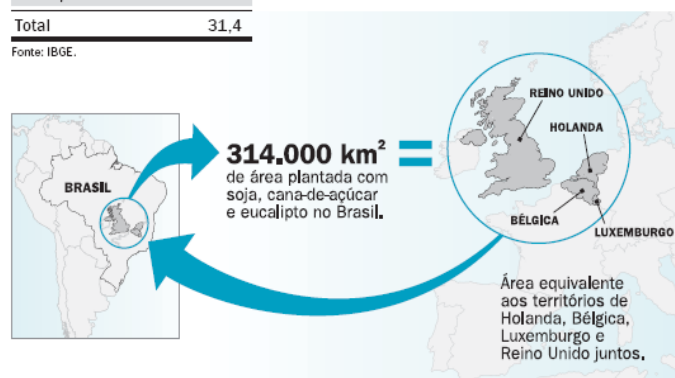 Total 31,4
Fonte: IBGE.
REINO UNIDO
HOLANDA
314.000 km²
de área plantada com
soja, cana-de-açúcar
e eucalipto no Brasil.
BRASIL
BÉLGICA
LUXEMBURGO
Área equivalente
aos territórios de
Holanda, Bélgica,
Luxemburgo e
Reino Unido juntos.